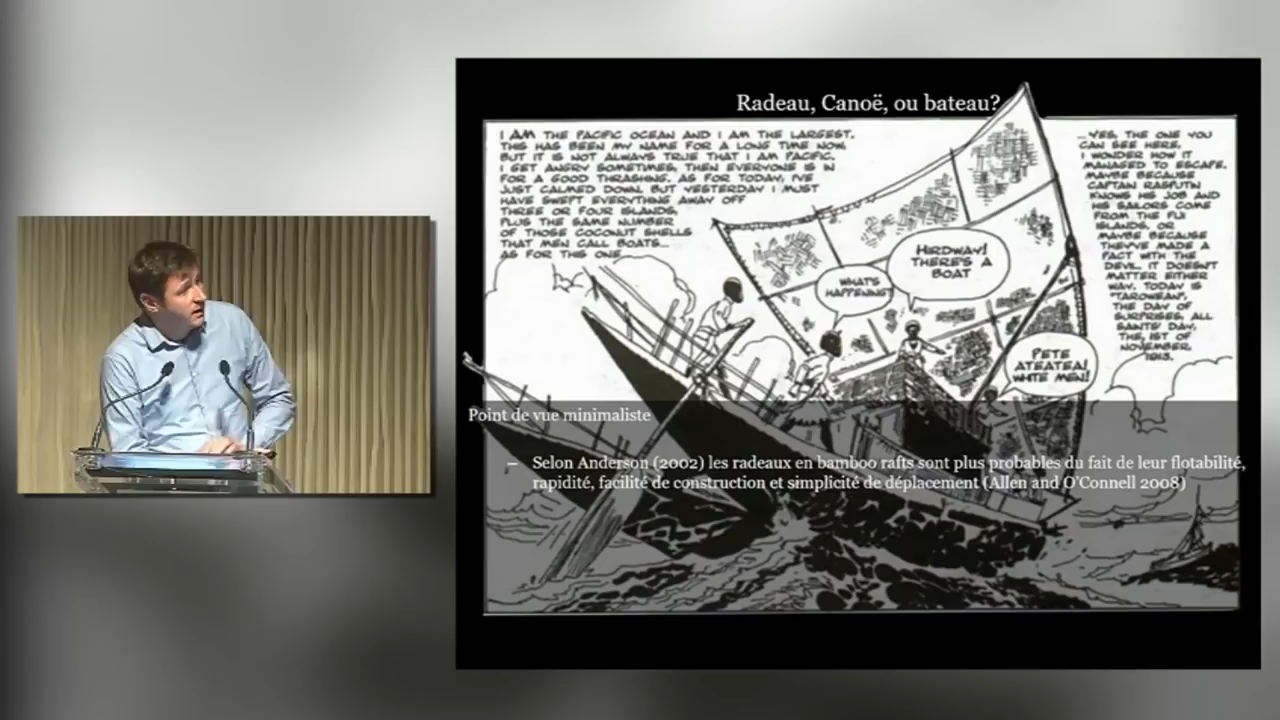 Radeau, Canoë, ou bateau?
I AM THE PACIFIC OCEAN AND I AM THE LARGEST.
THIS HAS BEEN MY NAME FOR A LONG TIME NOW,
BUT IT IS NOT ALWAYS TRUE THAT I AM PACIFIC.
I GET ANGRY SOMETIMES, THEN EVERYONE IS IN
FOR A GOOD THRASHING. AS FOR TODAY, I'VE
JUST CALMED DOWN. BUT YESTERDAY I MUST
HAVE SWEPT EVERYTHING AWAY OFF
THREE OR FOUR ISLANDS,
PLUS THE SAME NUMBER
OF THOSE COCONUT SHELLS
THAT MEN CALL BOATS...
AS FOR THIS ONE
...YES, THE ONE YOU
CAN SEE HERE,
I WONDER HOW IT
MANAGED TO ESCAPE.
MAYBE BECAUSE
CAPTAIN RASPUTIN
KNOWS HIS JOB AND
HIS SAILORS COME
FROM THE FIJI
ISLANDS. OR
MAYBE BECAUSE
THEY'VE MADE A
PACT WITH THE
DEVIL. IT DOESN'T
MATTER EITHER
WAY. TODAY IS
"TAROWEAN",
THE DAY OF
SURPRISES, ALL
SAINTS' DAY,
THE 1ST OF
NOVEMBER,
1913.
HIRDWAY!
THERE'S A
BOAT
WHAT'S
HAPPENING?
PETE
ATEATEA!
WHITE MEN!
Point de vue minimaliste
– Selon Anderson (2002) les radeaux en bamboo rafts sont plus probables du fait de leur flotabilité,
rapidité, facilité de construction et simplicité de déplacement (Allen and O'Connell 2008)